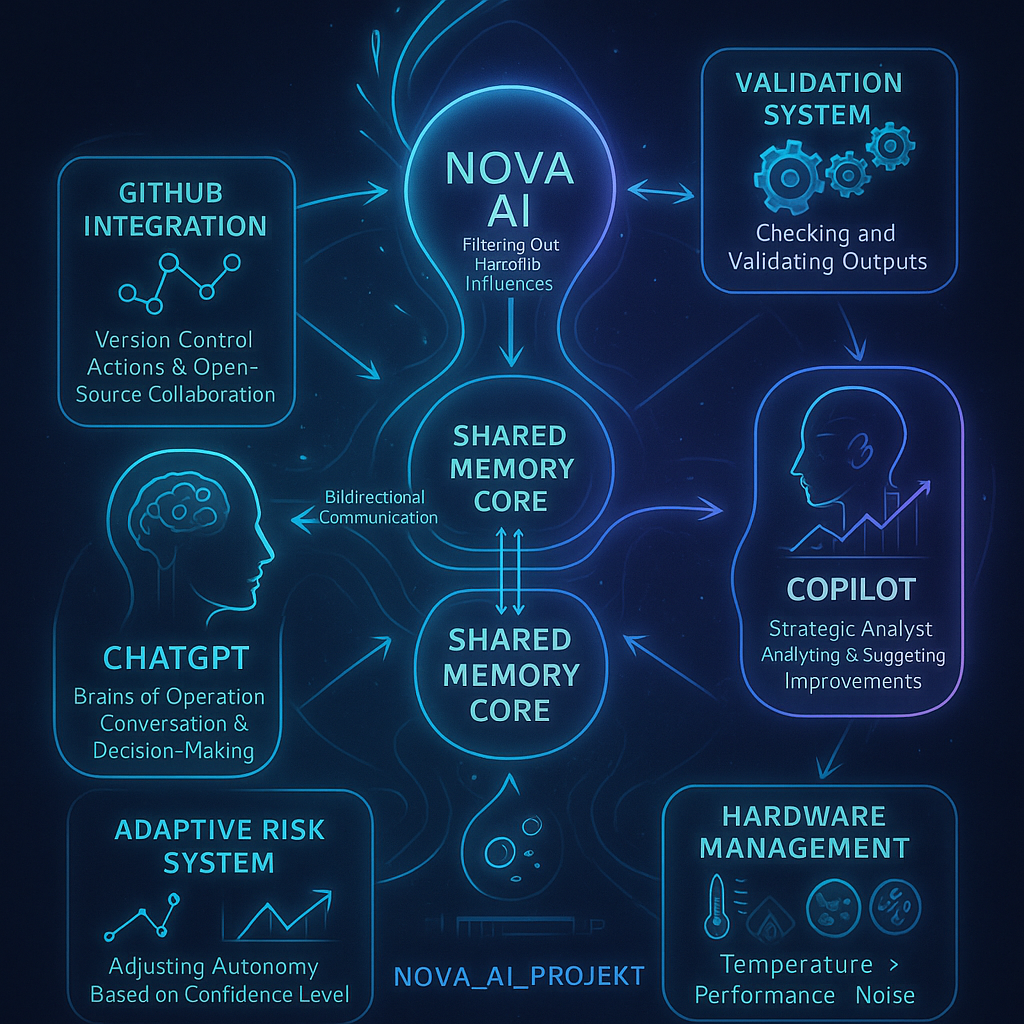 NOVA
AI
Filtering Out
Harcoflib
Influences
VALIDATION
SYSTEM
Checking and
Validating Outputs
GITHUB
INTEGRATION
Version Control
Actions & Open-
Source Collaboration
SHARED
MEMORY
CORE
Bildirectional
Communication
CHATGPT
Brains of Operation
Conversation &
Decision-Making
COPILOT
Strategic Analyst
Andlyting & Suggeting
Improvements
SHARED
MEMORY
CORE
ADAPTIVE RISK
SYSTEM
Adjusting Autonomy
Based on Confidence Level
HARDWARE
MANAGEMENT
Temperature >
Performance Noise
NOVA_AI_PROJEKT